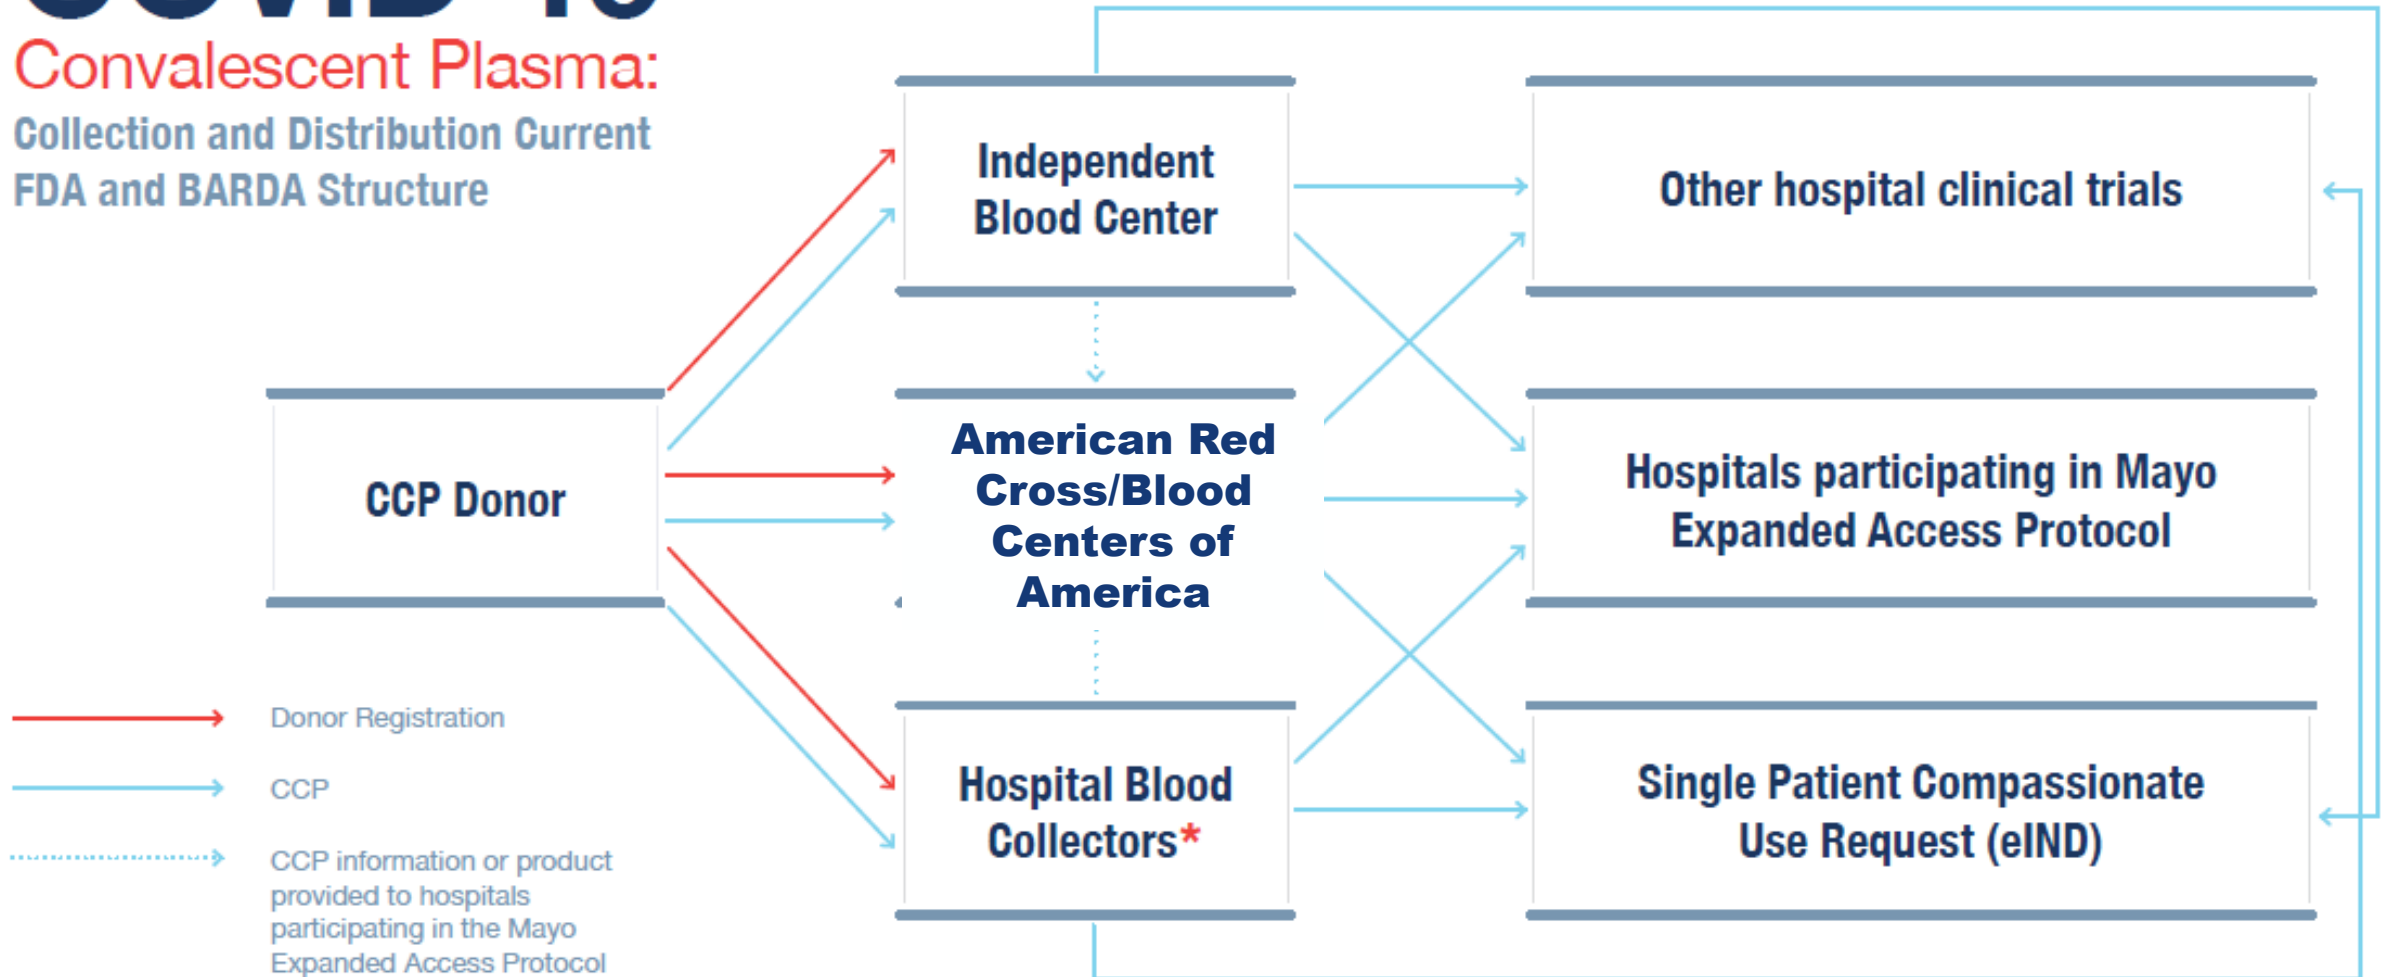 COVID-19
Convalescent Plasma:
Collection and Distribution Current
FDA and BARDA Structure
Independent
Blood Center
Other hospital clinical trials
CCP Donor
American Red
Cross/Blood
Centers of
America
Hospitals participating in Mayo
Expanded Access Protocol
Hospital Blood
Collectors*
Single Patient Compassionate
Use Request (eIND)
Donor Registration
CCP
CCP information or product
provided to hospitals
participating in the Mayo
Expanded Access Protocol